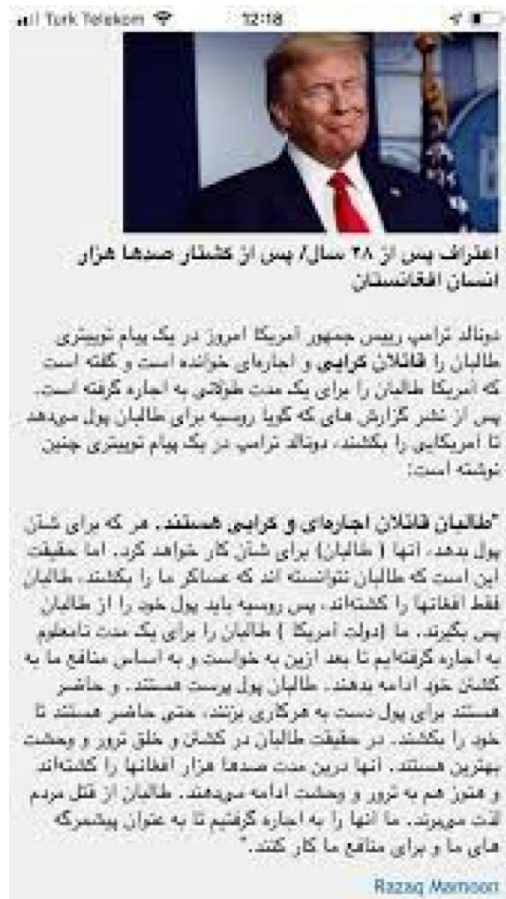 Turk Telekom 12:18
اعتراف پس از ۲۸ سال/ پس از کشتار صدها هزار
انسان افغانستان
دونالد ترامپ رییس جمهور آمریکا امروز در یک پیام توییتری
طالبان را قاتلان کرایی و اجاره‌ای خوانده است و گفته است
که آمریکا طالبان را برای یک مدت طولانی به اجاره گرفته است.
پس از نشر گزارش های که گویا روسیه برای طالبان پول میدهد
تا آمریکایی را بکشند، دونالد ترامپ در یک پیام توییتری چنین
نوشته است:
"طالبان قاتلان اجاره‌ای و کرایی هستند. هر که برای شان
پول بدهد، آنها ( طالبان) برای شان کار خواهد کرد. اما حقیقت
این است که طالبان نتوانسته اند که عساکر ما را بکشند، طالبان
فقط افغانها را کشته‌اند، پس روسیه باید پول خود را از طالبان
پس بگیرند. ما (دولت آمریکا ) طالبان را برای یک مدت نامعلوم
به اجاره گرفته‌ایم تا بعد ازین به خواست و به اساس منافع ما به
کشتن خود ادامه بدهند. طالبان پول پرست هستند. و حاضر
هستند برای پول دست به هرکاری بزنند، حتی حاضر هستند تا
خود را بکشند. در حقیقت طالبان در کشتن و خلق ترور و وحشت
بهترین هستند. آنها درین مدت صدها هزار افغانها را کشته‌اند
و هنوز هم به ترور و وحشت ادامه میدهند. طالبان از قتل مردم
لذت میبرند. ما آنها را به اجاره گرفتیم تا به عنوان پیشمرگه
های ما و برای منافع ما کار کنند."
Razaq Mamoon